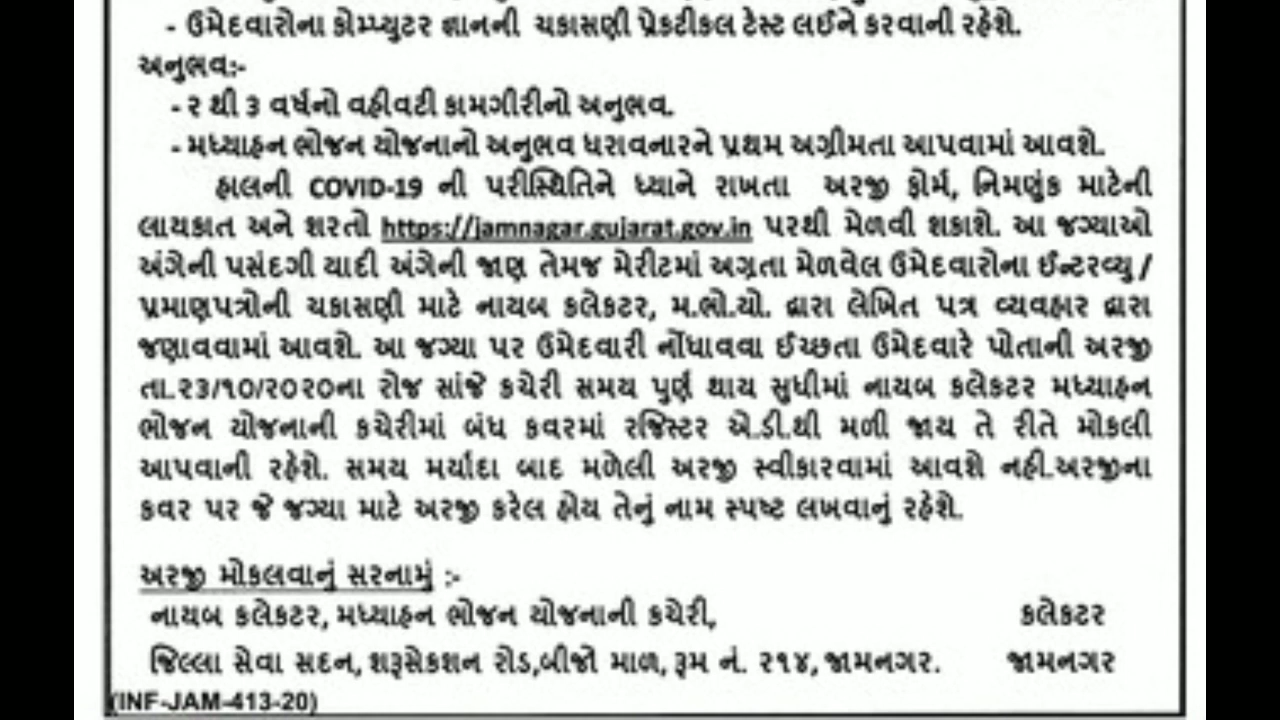 - ઉમેદવારોના કોમ્પ્યુટર જ્ઞાનની ચકાસણી પ્રેકટીકલ ટેસ્ટ લઈને કરવાની રહેશે.
અનુભવ:-
- ૨ થી ૩ વર્ષનો વહીવટી કામગીરીનો અનુભવ.
- મધ્યાહન ભોજન યોજનાનો અનુભવ ધરાવનારને પ્રથમ અગ્રીમતા આપવામાં આવશે.
હાલની COVID-19 ની પરીસ્થિતિને ધ્યાને રાખતા અરજી ફોર્મ, નિમણુંક માટેની
લાયકાત અને શરતો https://jamnagar.gujarat.gov.in પરથી મેળવી શકાશે. આ જગ્યાઓ
અંગેની પસંદગી યાદી અંગેની જાણ તેમજ મેરીટમાં અગ્રતા મેળવેલ ઉમેદવારોના ઈન્ટરવ્યુ /
પ્રમાણપત્રોની ચકાસણી માટે નાયબ કલેકટર, મ.ભો.યો. દ્વારા લેખિત પત્ર વ્યવહાર દ્વારા
જણાવવામાં આવશે. આ જગ્યા પર ઉમેદવારી નોંધાવવા ઈચ્છતા ઉમેદવારે પોતાની અરજી
તા.૨૩/૧૦/૨૦૨૦ના રોજ સાંજે કચેરી સમય પુર્ણ થાય સુધીમાં નાયબ કલેકટર મધ્યાહન
ભોજન યોજનાની કચેરીમાં બંધ કવરમાં રજિસ્ટર એ.ડી.થી મળી જાય તે રીતે મોકલી
આપવાની રહેશે. સમય મર્યાદા બાદ મળેલી અરજી સ્વીકારવામાં આવશે નહી.અરજીના
કવર પર જે જગ્યા માટે અરજી કરેલ હોય તેનું નામ સ્પષ્ટ લખવાનું રહેશે.
અરજી મોકલવાનું સરનામું :-
નાયબ કલેકટર, મધ્યાહન ભોજન યોજનાની કચેરી, કલેકટર
જિલ્લા સેવા સદન, શરૂસેકશન રોડ,બીજો માળ, રૂમ નં. ૨૧૪, જામનગર. જામનગર
(INF-JAM-413-20)